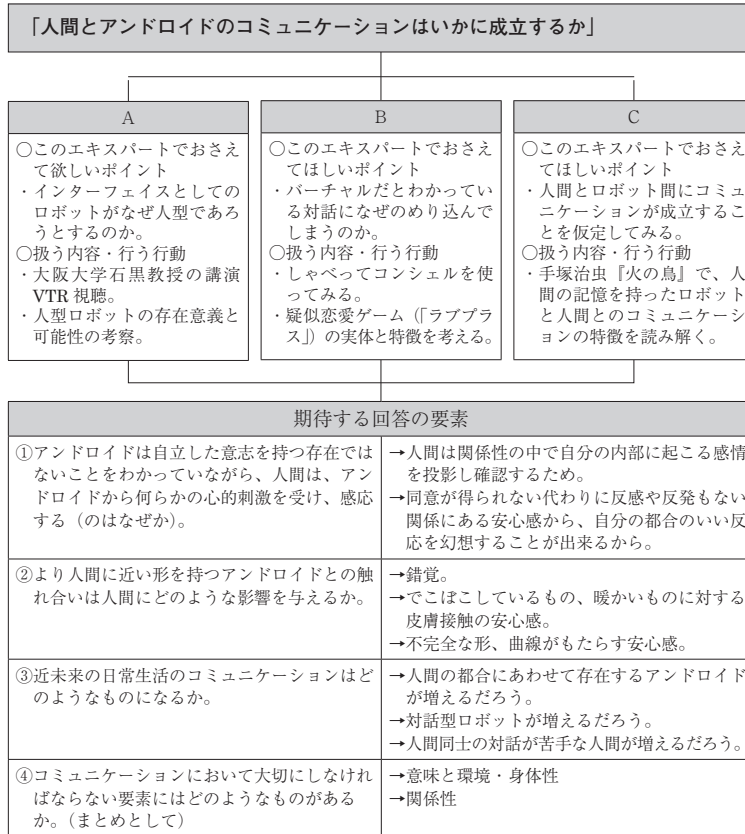 「人間とアンドロイドのコミュニケーションはいかに成立するか」
A
○このエキスパートでおさえ
て欲しいポイント
・インターフェイスとしての
ロボットがなぜ人型であろ
うとするのか。
○扱う内容・行う行動
・大阪大学石黒教授の講演
VTR 視聴。
・人型ロボットの存在意義と
可能性の考察。
B
○このエキスパートでおさえ
てほしいポイント
・バーチャルだとわかってい
る対話になぜのめり込んで
しまうのか。
○扱う内容・行う行動
・しゃべってコンシェルを使
ってみる。
・疑似恋愛ゲーム(「ラブプラ
ス」)の実体と特徴を考える。
C
○このエキスパートでおさえ
てほしいポイント
・人間とロボット間にコミュ
ニケーションが成立するこ
とを仮定してみる。
○扱う内容・行う行動
・手塚治虫『火の鳥』で、人
間の記憶を持ったロボット
と人間とのコミュニケーシ
ョンの特徴を読み解く。
期待する回答の要素
①アンドロイドは自立した意志を持つ存在では
ないことをわかっていながら、人間は、アン
ドロイドから何らかの心的刺激を受け、感応
する(のはなぜか)。
→人間は関係性の中で自分の内部に起こる感情
を投影し確認するため。
→同意が得られない代わりに反感や反発もない
関係にある安心感から、自分の都合のいい反
応を幻想することが出来るから。
②より人間に近い形を持つアンドロイドとの触
れ合いは人間にどのような影響を与えるか。
→錯覚。
→でこぼこしているもの、暖かいものに対する
皮膚接触の安心感。
→不完全な形、曲線がもたらす安心感。
③近未来の日常生活のコミュニケーションはど
のようなものになるか。
→人間の都合にあわせて存在するアンドロイド
が増えるだろう。
→対話型ロボットが増えるだろう。
→人間同士の対話が苦手な人間が増えるだろう。
④コミュニケーションにおいて大切にしなけれ
ばならない要素にはどのようなものがある
か。(まとめとして)
→意味と環境・身体性
→関係性